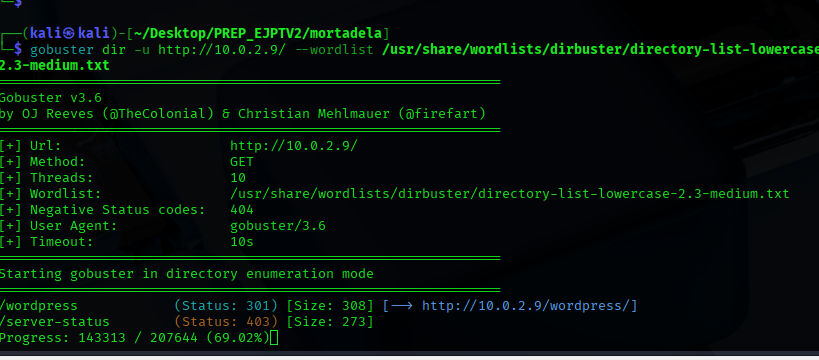 └─$
┌──(kali㉿kali)-[~/Desktop/PREP_EJPTV2/mortadela]
└─$ gobuster dir -u http://10.0.2.9/ --wordlist /usr/share/wordlists/dirbuster/directory-list-lowercase
2.3-medium.txt
===============================================================
Gobuster v3.6
by OJ Reeves (@TheColonial) & Christian Mehlmauer (@firefart)
===============================================================
[+] Url: http://10.0.2.9/
[+] Method: GET
[+] Threads: 10
[+] Wordlist: /usr/share/wordlists/dirbuster/directory-list-lowercase-2.3-medium.txt
[+] Negative Status codes: 404
[+] User Agent: gobuster/3.6
[+] Timeout: 10s
===============================================================
Starting gobuster in directory enumeration mode
===============================================================
/wordpress (Status: 301) [Size: 308] [--> http://10.0.2.9/wordpress/]
/server-status (Status: 403) [Size: 273]
Progress: 143313 / 207644 (69.02%)